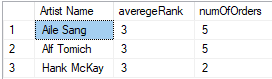 Artist Name averegeRank numOfOrders
1 Aile Sang 3 5
2 Alf Tomich 3 5
3 Hank McKay 3 2